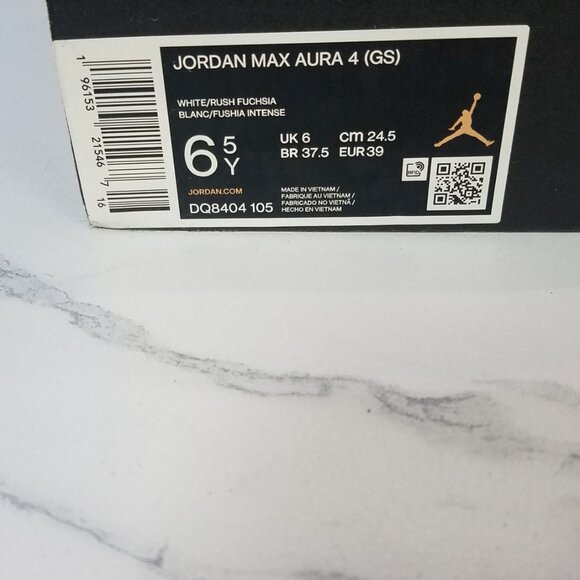 JORDAN MAX AURA 4 (GS)
WHITE/RUSH FUCHSIA
BLANC/FUSHIA INTENSE
6 5 Y
UK 6 cm 24.5
BR 37.5 EUR 39
JORDAN.COM
DQ8404 105
MADE IN VIETNAM /
FABRIQUE AU VIETNAM /
FABRICADO NO VIETNÃ /
HECHO EN VIETNAM
RFID
1 96153 21546 7 16